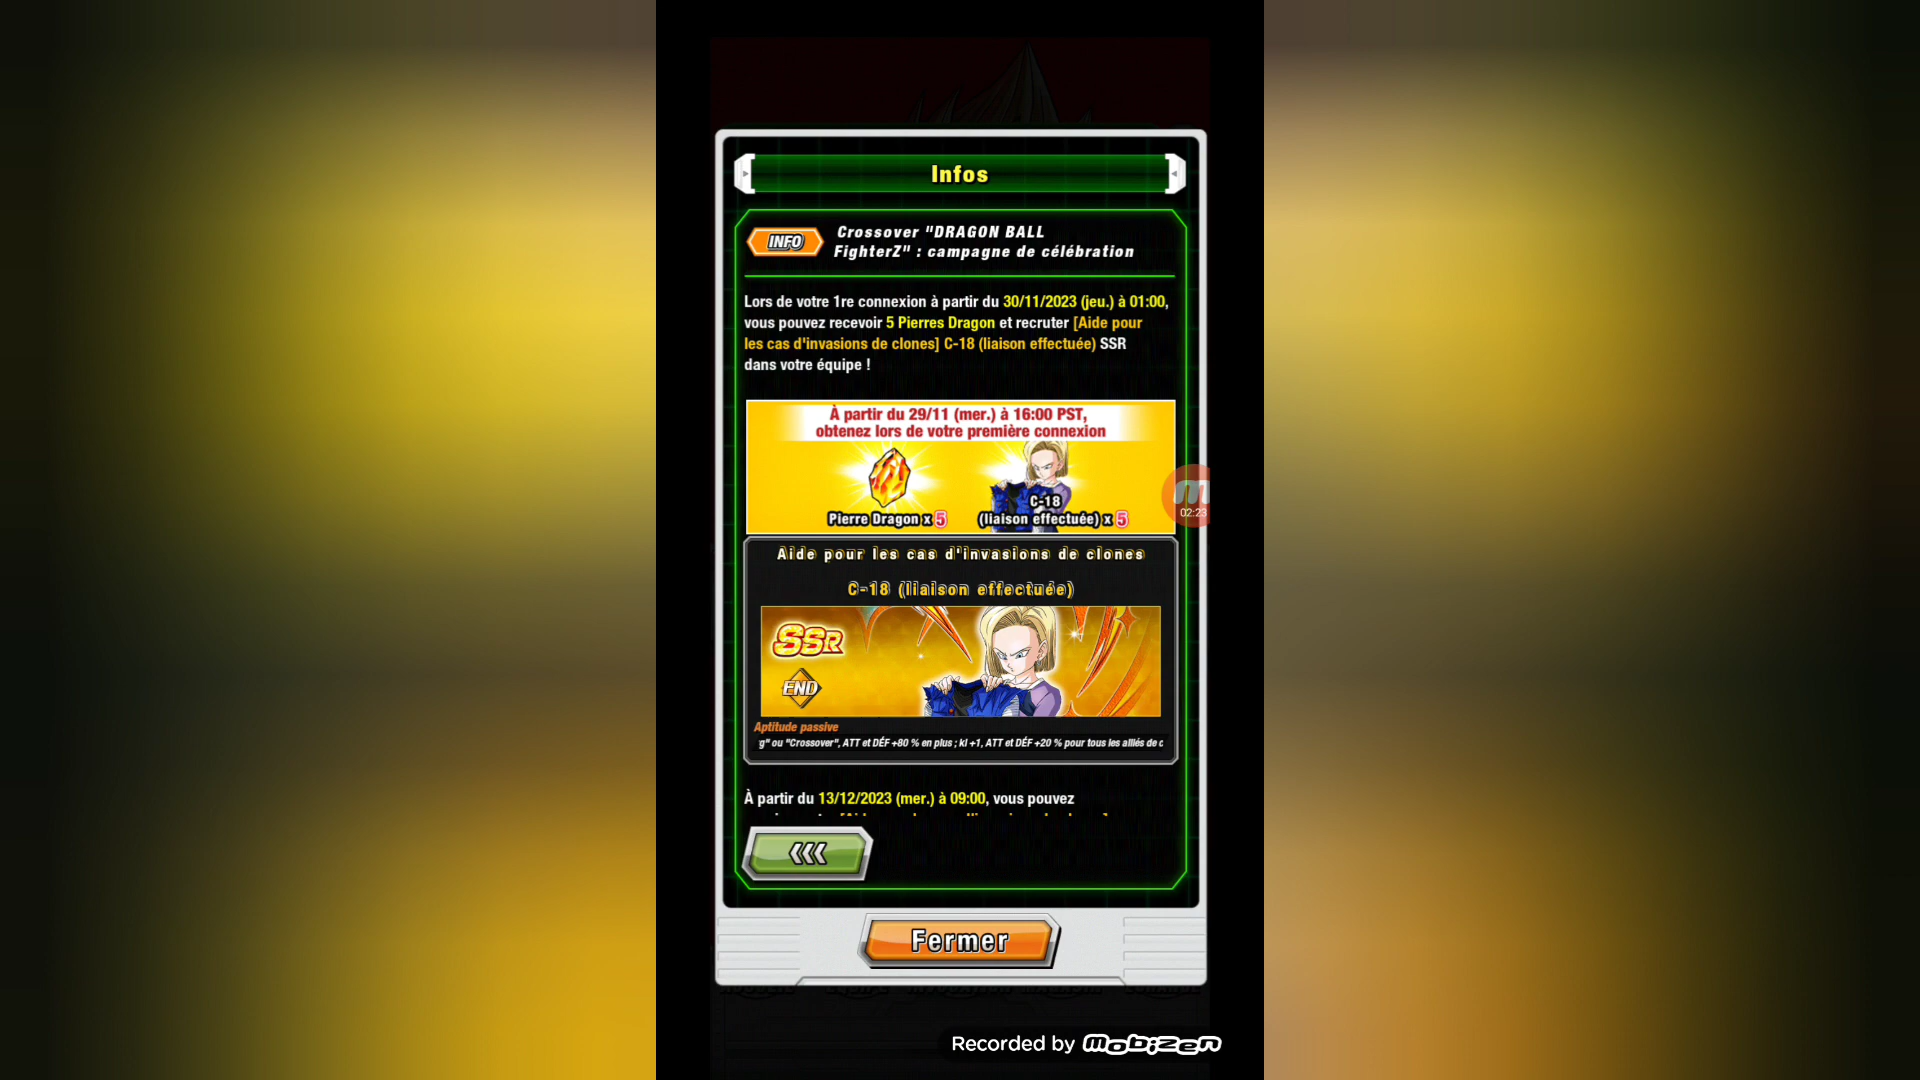 Infos
INFO
Crossover "DRAGON BALL
FighterZ" : campagne de célébration
Lors de votre 1re connexion à partir du 30/11/2023 (jeu.) à 01:00,
vous pouvez recevoir 5 Pierres Dragon et recruter [Aide pour
les cas d'invasions de clones] C-18 (liaison effectuée) SSR
dans votre équipe !
À partir du 29/11 (mer.) à 16:00 PST,
obtenez lors de votre première connexion
Pierre Dragon x 5
C-18
(liaison effectuée) x 5
02:23
Aide pour les cas d'invasions de clones
C-18 (liaison effectuée)
SSR
END
Aptitude passive
g" ou "Crossover", ATT et DÉF +80 % en plus ; ki +1, ATT et DÉF +20 % pour tous les alliés de c
À partir du 13/12/2023 (mer.) à 09:00, vous pouvez
Fermer
Recorded by mobizen